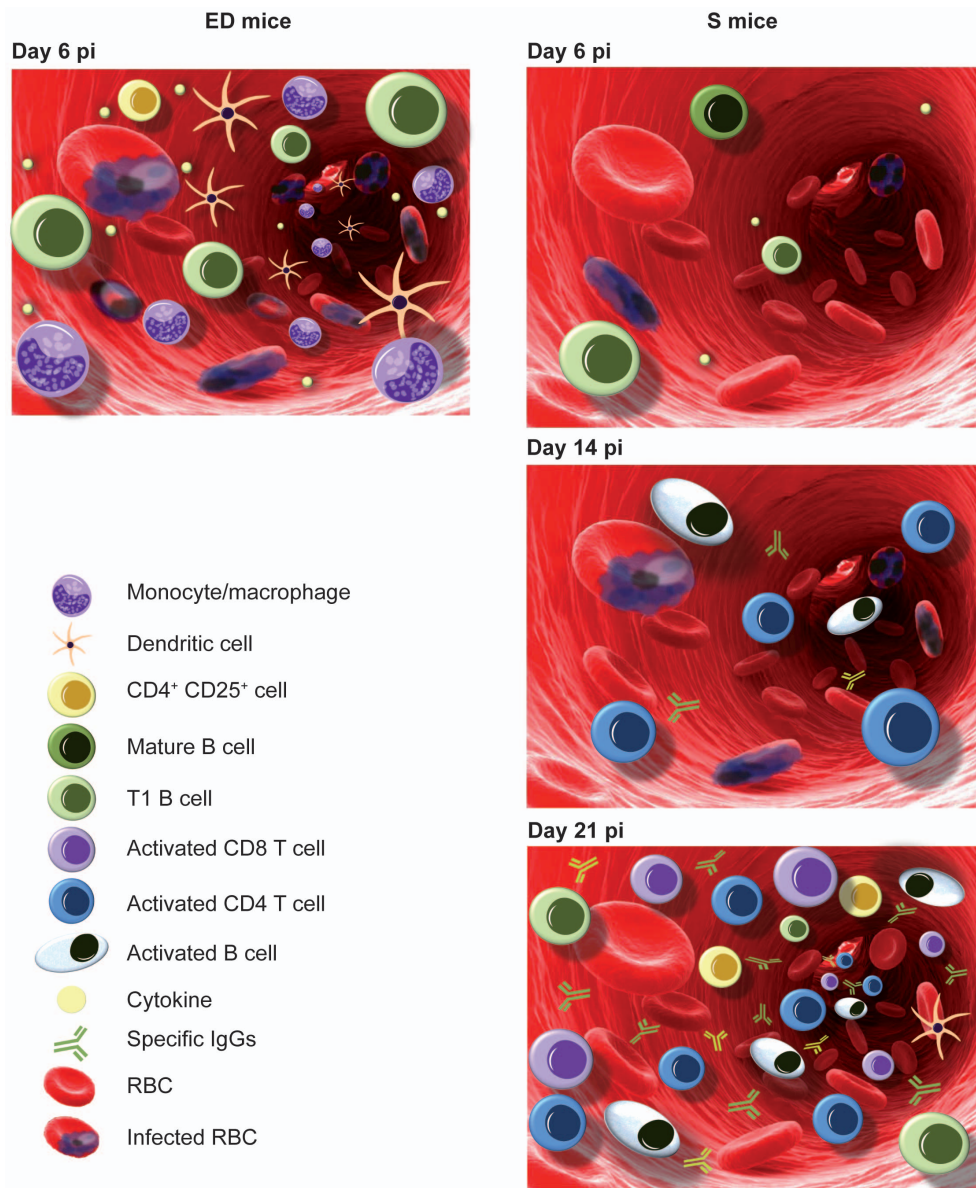 ED mice
S mice
Day 6 pi
Day 6 pi
Day 14 pi
Day 21 pi
Monocyte/macrophage
Dendritic cell
CD4⁺ CD25⁺ cell
Mature B cell
T1 B cell
Activated CD8 T cell
Activated CD4 T cell
Activated B cell
Cytokine
Specific IgGs
RBC
Infected RBC